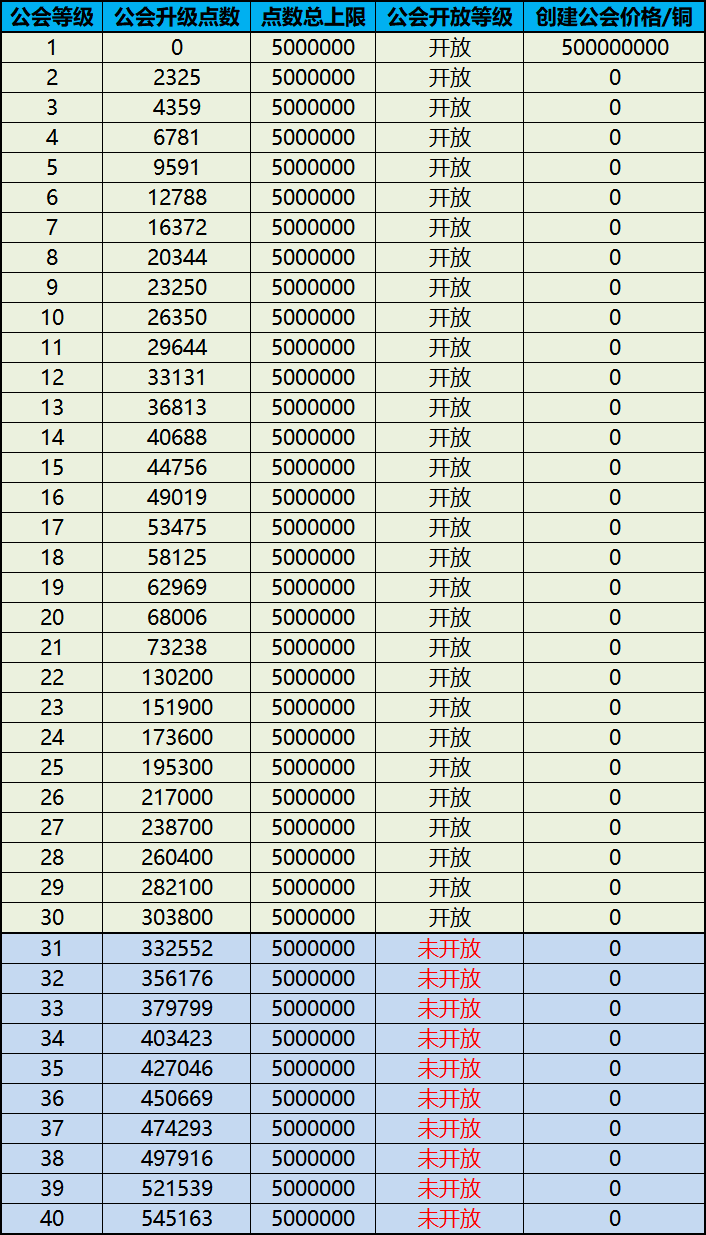 公会等级 公会升级点数 点数总上限 公会开放等级 创建公会价格/铜
1 0 5000000 开放 500000000
2 2325 5000000 开放 0
3 4359 5000000 开放 0
4 6781 5000000 开放 0
5 9591 5000000 开放 0
6 12788 5000000 开放 0
7 16372 5000000 开放 0
8 20344 5000000 开放 0
9 23250 5000000 开放 0
10 26350 5000000 开放 0
11 29644 5000000 开放 0
12 33131 5000000 开放 0
13 36813 5000000 开放 0
14 40688 5000000 开放 0
15 44756 5000000 开放 0
16 49019 5000000 开放 0
17 53475 5000000 开放 0
18 58125 5000000 开放 0
19 62969 5000000 开放 0
20 68006 5000000 开放 0
21 73238 5000000 开放 0
22 130200 5000000 开放 0
23 151900 5000000 开放 0
24 173600 5000000 开放 0
25 195300 5000000 开放 0
26 217000 5000000 开放 0
27 238700 5000000 开放 0
28 260400 5000000 开放 0
29 282100 5000000 开放 0
30 303800 5000000 开放 0
31 332552 5000000 未开放 0
32 356176 5000000 未开放 0
33 379799 5000000 未开放 0
34 403423 5000000 未开放 0
35 427046 5000000 未开放 0
36 450669 5000000 未开放 0
37 474293 5000000 未开放 0
38 497916 5000000 未开放 0
39 521539 5000000 未开放 0
40 545163 5000000 未开放 0